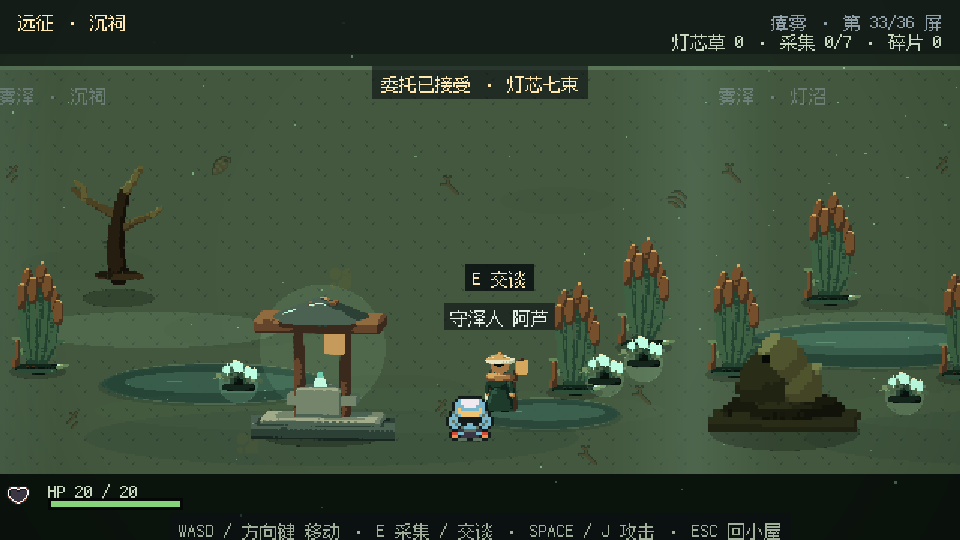 远征 · 沉祠
瘴雾 · 第 33/36 屏
灯芯草 0 · 采集 0/7 · 碎片 0
委托已接受 · 灯芯七束
雾泽 · 沉祠
雾泽 · 灯沼
E 交谈
守泽人 阿芦
HP 20 / 20
WASD / 方向键 移动 · E 采集 / 交谈 · SPACE / J 攻击 · ESC 回小屋